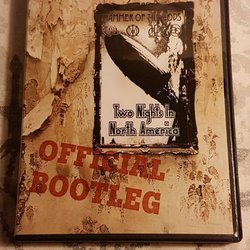 HAMMER OF THE GODS
Two Nights In
North America
OFFICIAL
BOOTLEG